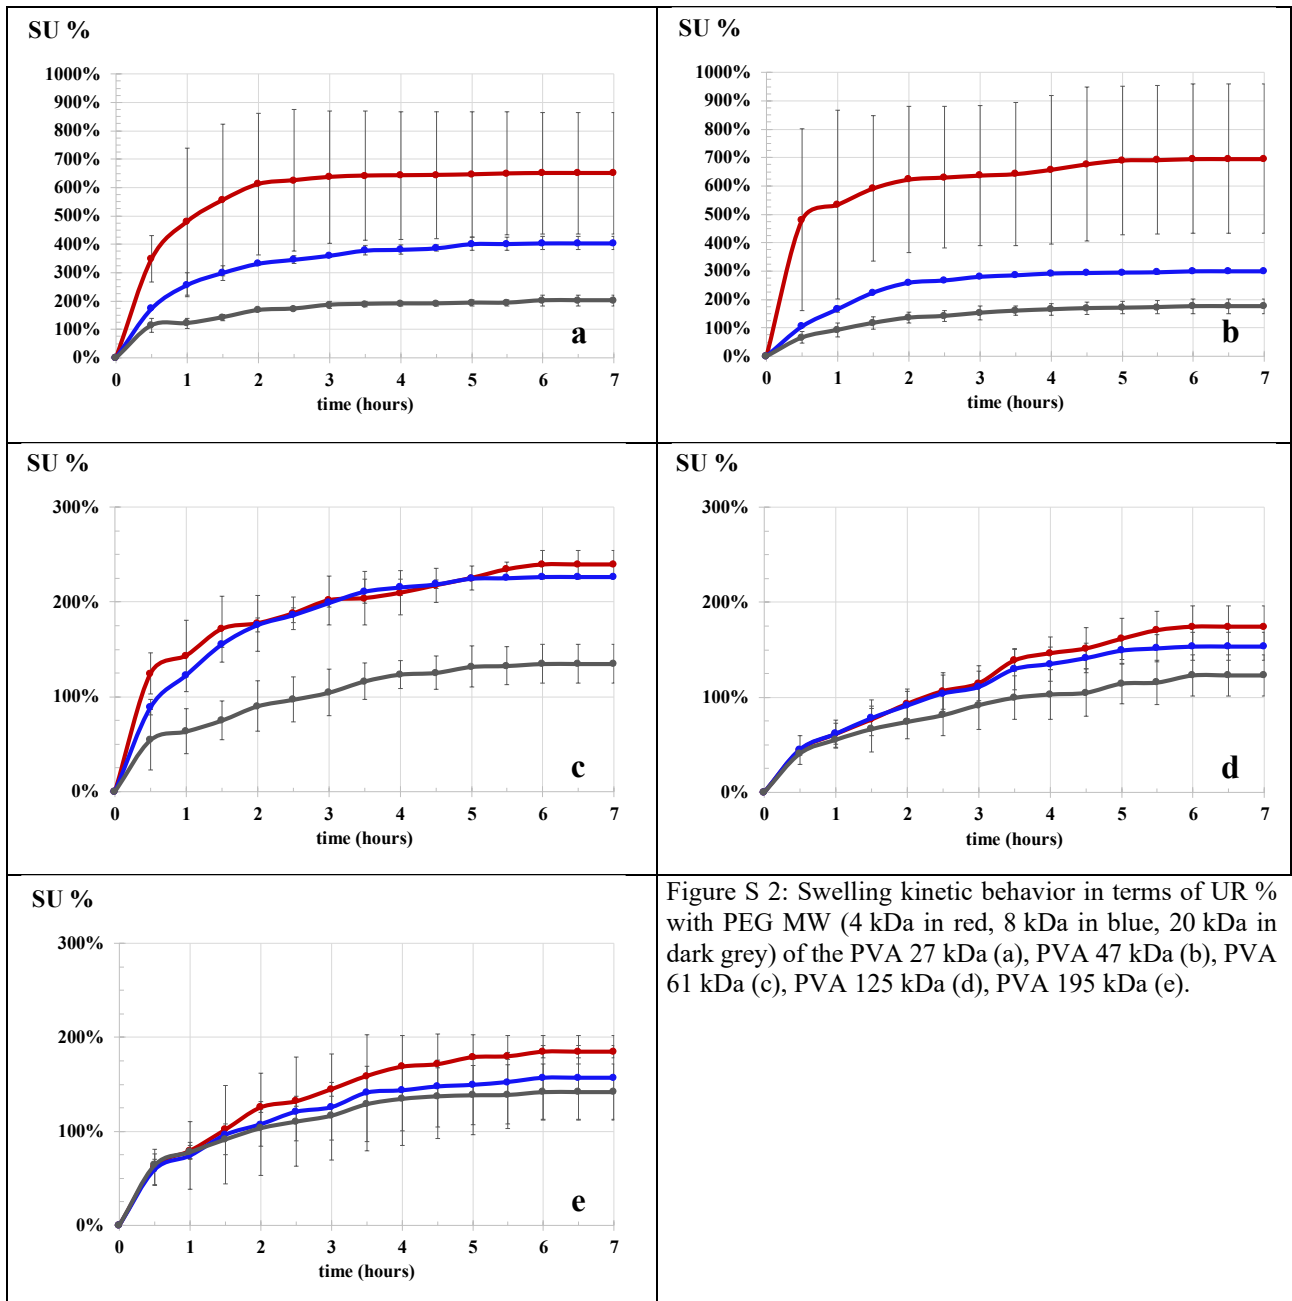 SU %
1000%
900%
800%
700%
600%
500%
400%
300%
200%
100%
0%
0 1 2 3 4 5 6 7
time (hours)
a
SU %
1000%
900%
800%
700%
600%
500%
400%
300%
200%
100%
0%
0 1 2 3 4 5 6 7
time (hours)
b
SU %
300%
200%
100%
0%
0 1 2 3 4 5 6 7
time (hours)
c
SU %
300%
200%
100%
0%
0 1 2 3 4 5 6 7
time (hours)
d
SU %
300%
200%
100%
0%
0 1 2 3 4 5 6 7
time (hours)
e
Figure S 2: Swelling kinetic behavior in terms of UR %
with PEG MW (4 kDa in red, 8 kDa in blue, 20 kDa in
dark grey) of the PVA 27 kDa (a), PVA 47 kDa (b), PVA
61 kDa (c), PVA 125 kDa (d), PVA 195 kDa (e).